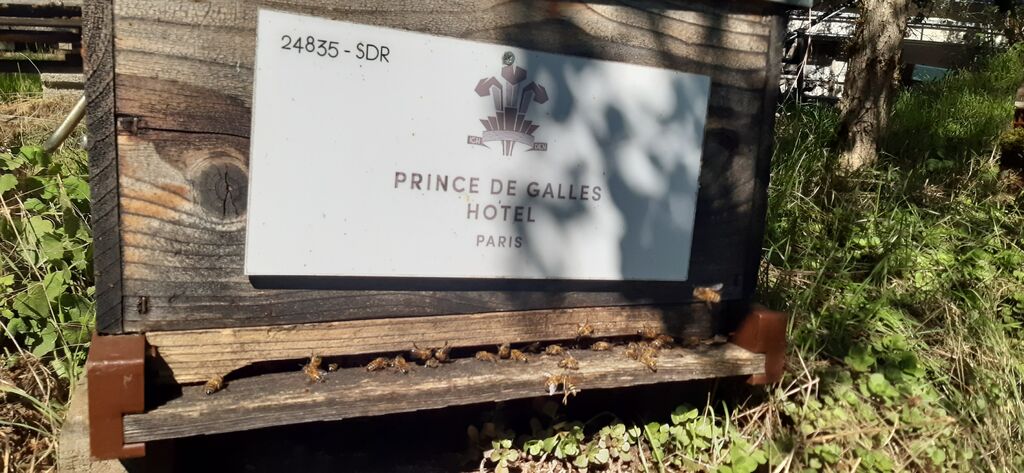 24835 - SDR
PRINCE DE GALLES
HOTEL
PARIS